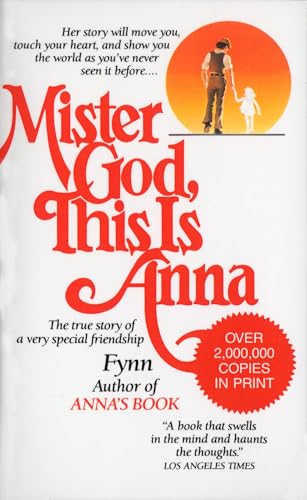 Her story will move you,
touch your heart, and show you
the world as you've never
seen it before....
Mister
God,
This Is
Anna
The true story of
a very special friendship
Fynn
Author of
ANNA'S BOOK
OVER
2,000,000
COPIES
IN PRINT
"A book that swells
in the mind and haunts
the thoughts."
LOS ANGELES TIMES